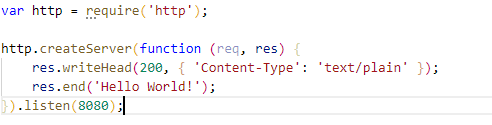 var http = require('http');
http.createServer(function (req, res) {
res.writeHead(200, { 'Content-Type': 'text/plain' });
res.end('Hello World!');
}).listen(8080);